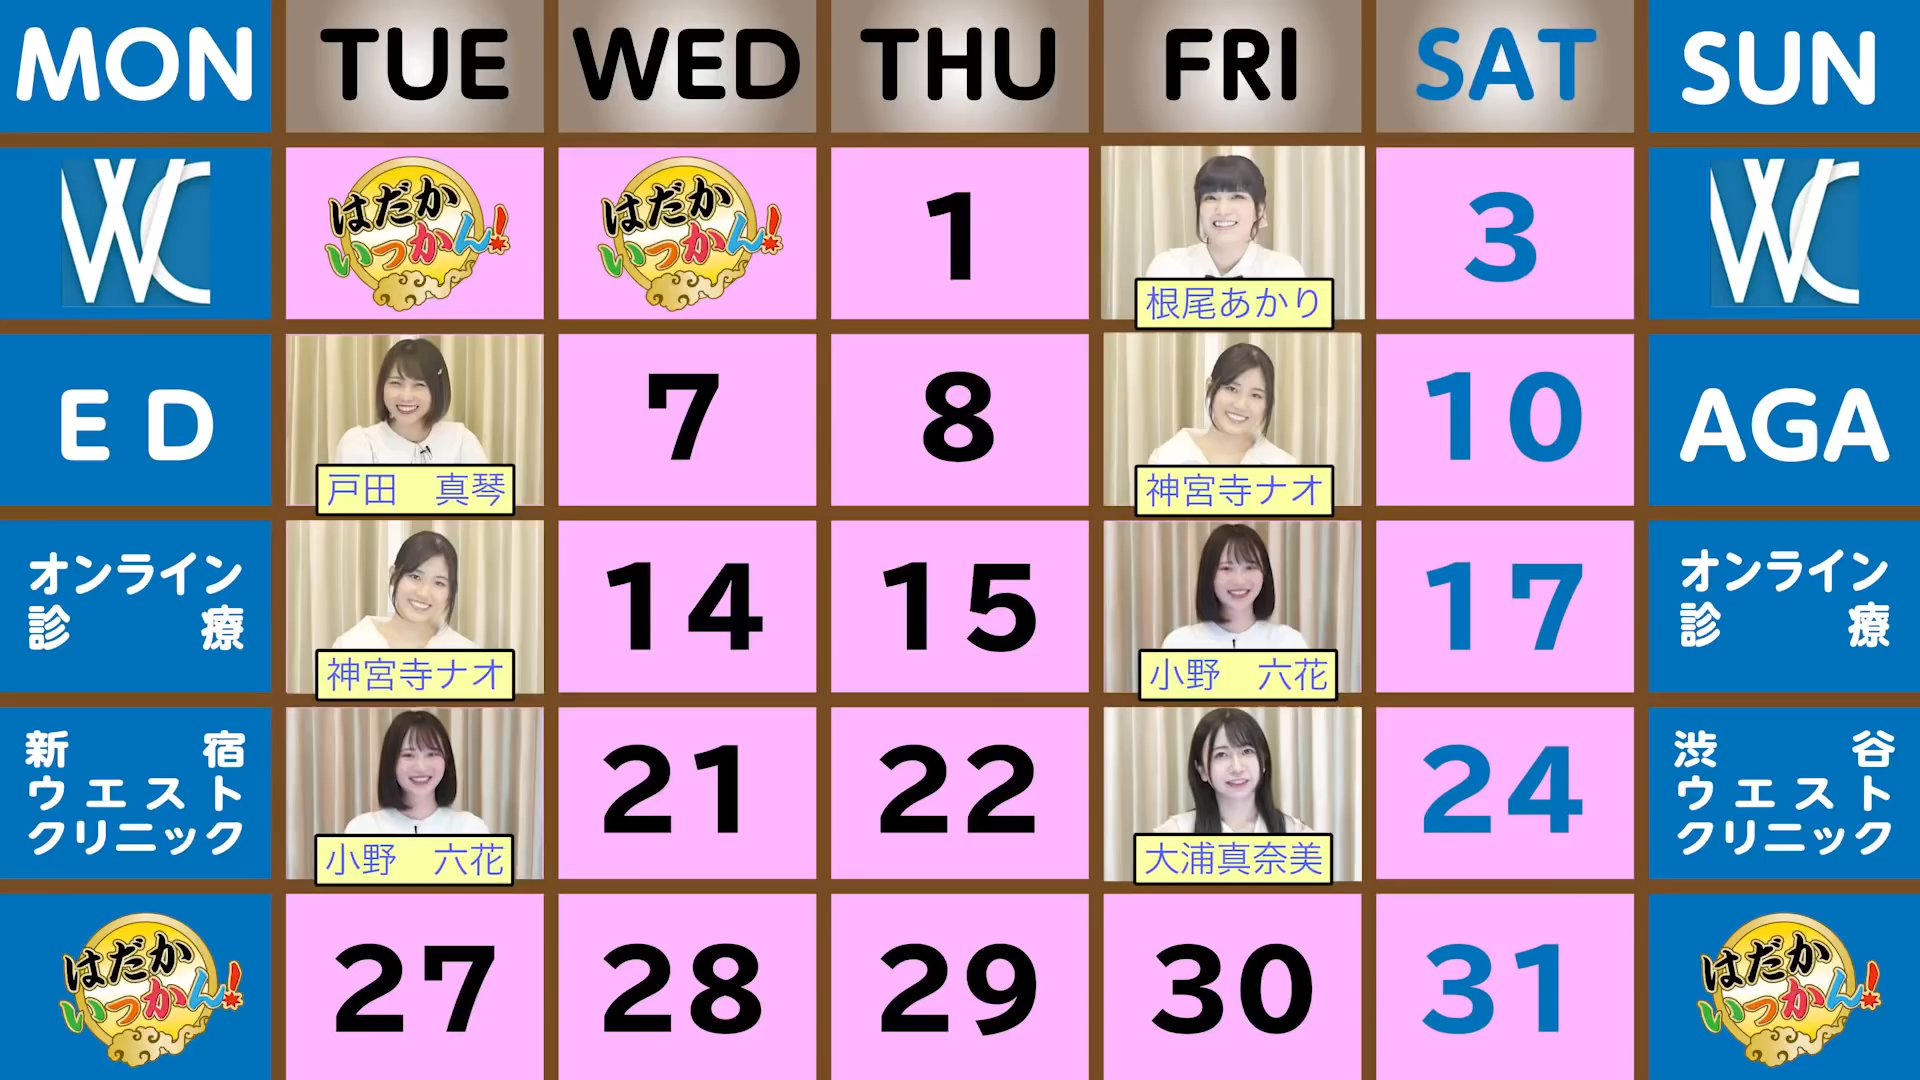 MON TUE WED THU FRI SAT SUN
WC はだかいっかん! はだかいっかん! 1 根尾あかり 3 WC
ED 戸田 真琴 7 8 神宮寺ナオ 10 AGA
オンライン
診療
神宮寺ナオ 14 15 小野 六花 17
オンライン
診療
新宿
ウエスト
クリニック
小野 六花 21 22 大浦真奈美 24
渋谷
ウエスト
クリニック
はだか
いっかん!
27 28 29 30 31
はだか
いっかん!